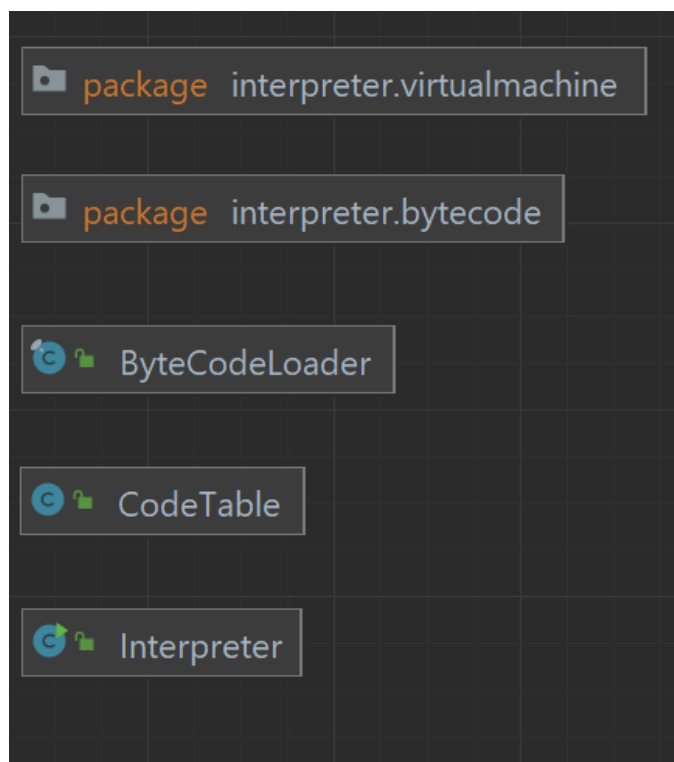 package interpreter.virtualmachine
package interpreter.bytecode
ByteCodeLoader
CodeTable
Interpreter